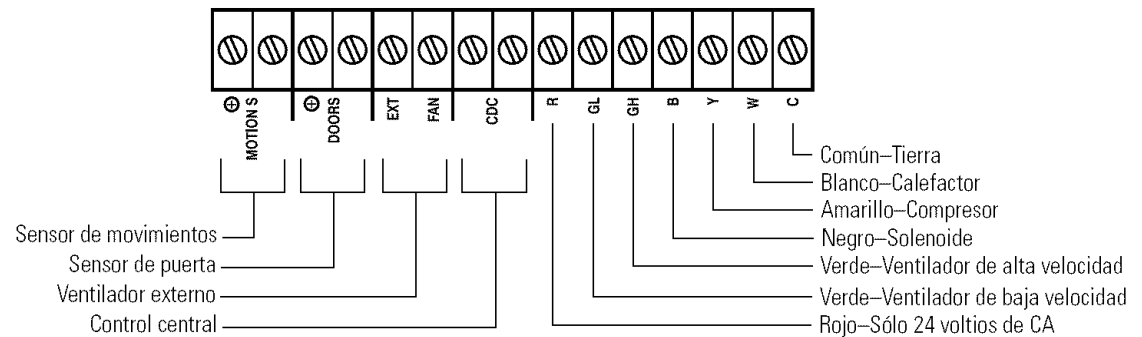 ⊕ MOTION S
⊕ DOORS
EXT
FAN
CDC
R
GL
GH
B
Y
W
C
Común–Tierra
Blanco–Calefactor
Amarillo–Compresor
Negro–Solenoide
Verde–Ventilador de alta velocidad
Verde–Ventilador de baja velocidad
Rojo–Sólo 24 voltios de CA
Sensor de movimientos
Sensor de puerta
Ventilador externo
Control central